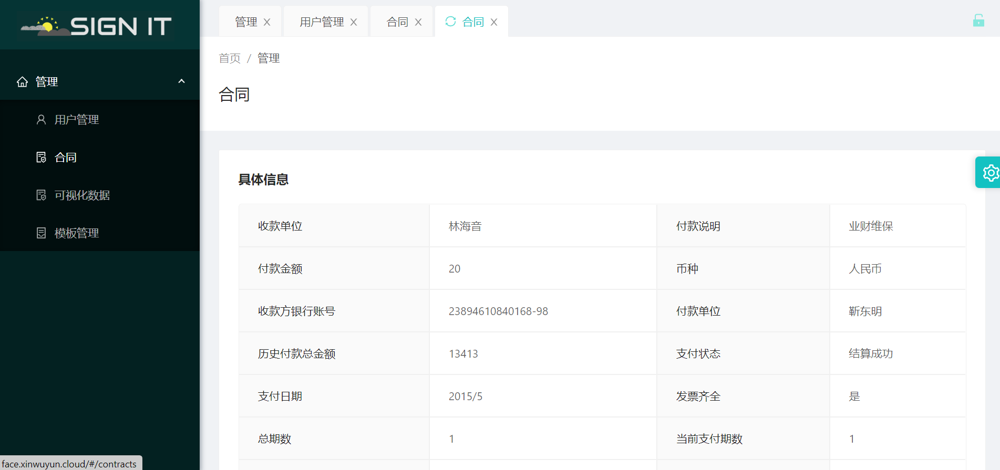 SIGN IT
管理
用户管理
合同
可视化数据
模板管理
face.xinwuyun.cloud/#/contracts
管理 X 用户管理 X 合同 X 合同 X
首页 / 管理
合同
具体信息
收款单位 林海音 付款说明 业财维保
付款金额 20 币种 人民币
收款方银行账号 23894610840168-98 付款单位 靳东明
历史付款总金额 13413 支付状态 结算成功
支付日期 2015/5 发票齐全 是
总期数 1 当前支付期数 1